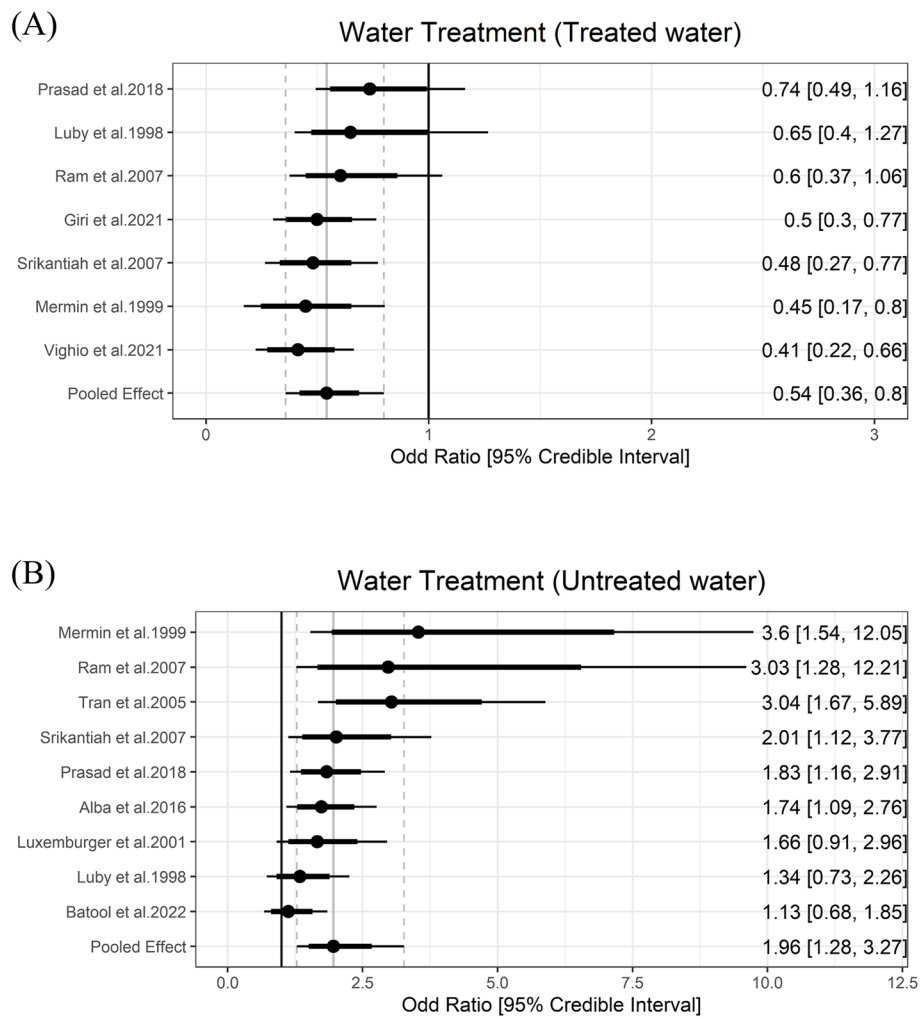 (A)
Water Treatment (Treated water)
Prasad et al.2018 0.74 [0.49, 1.16]
Luby et al.1998 0.65 [0.4, 1.27]
Ram et al.2007 0.6 [0.37, 1.06]
Giri et al.2021 0.5 [0.3, 0.77]
Srikantiah et al.2007 0.48 [0.27, 0.77]
Mermin et al.1999 0.45 [0.17, 0.8]
Vighio et al.2021 0.41 [0.22, 0.66]
Pooled Effect 0.54 [0.36, 0.8]
0 1 2 3
Odd Ratio [95% Credible Interval]
(B)
Water Treatment (Untreated water)
Mermin et al.1999 3.6 [1.54, 12.05]
Ram et al.2007 3.03 [1.28, 12.21]
Tran et al.2005 3.04 [1.67, 5.89]
Srikantiah et al.2007 2.01 [1.12, 3.77]
Prasad et al.2018 1.83 [1.16, 2.91]
Alba et al.2016 1.74 [1.09, 2.76]
Luxemburger et al.2001 1.66 [0.91, 2.96]
Luby et al.1998 1.34 [0.73, 2.26]
Batool et al.2022 1.13 [0.68, 1.85]
Pooled Effect 1.96 [1.28, 3.27]
0.0 2.5 5.0 7.5 10.0 12.5
Odd Ratio [95% Credible Interval]